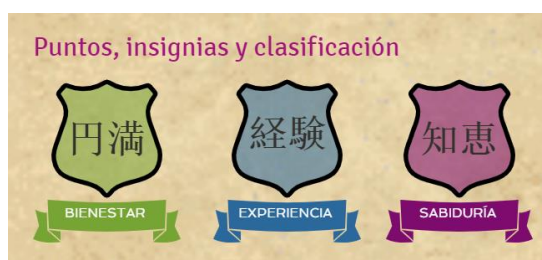 Puntos, insignias y clasificación
円満 経験 知恵
BIENESTAR EXPERIENCIA SABIDURÍA